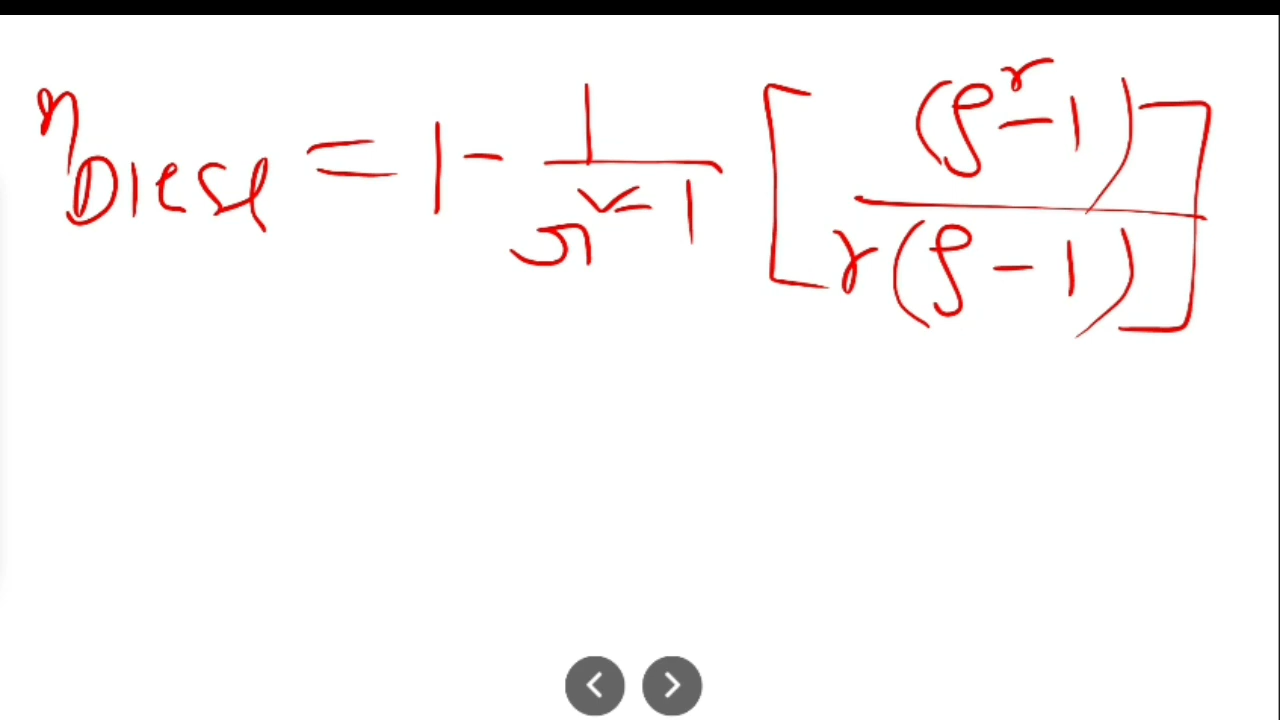 η Diesel = 1 - 1/r^γ-1 [(ρ^γ - 1)/γ(ρ - 1)]